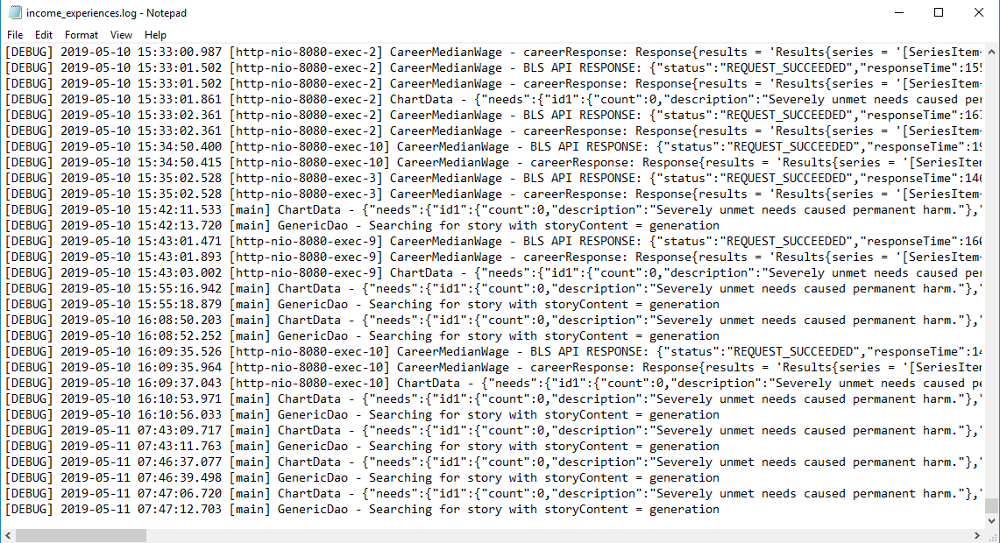 income_experiences.log - Notepad
File Edit Format View Help
[DEBUG] 2019-05-10 15:33:00.987 [http-nio-8080-exec-2] CareerMedianWage - careerResponse: Response{results = 'Results{series = '[SeriesItem
[DEBUG] 2019-05-10 15:33:01.502 [http-nio-8080-exec-2] CareerMedianWage - BLS API RESPONSE: {"status":"REQUEST_SUCCEEDED","responseTime":155
[DEBUG] 2019-05-10 15:33:01.502 [http-nio-8080-exec-2] CareerMedianWage - careerResponse: Response{results = 'Results{series = '[SeriesItem
[DEBUG] 2019-05-10 15:33:01.861 [http-nio-8080-exec-2] ChartData - {"needs":{"id1":{"count":0,"description":"Severely unmet needs caused per
[DEBUG] 2019-05-10 15:33:02.361 [http-nio-8080-exec-2] CareerMedianWage - BLS API RESPONSE: {"status":"REQUEST_SUCCEEDED","responseTime":167
[DEBUG] 2019-05-10 15:33:02.361 [http-nio-8080-exec-2] CareerMedianWage - careerResponse: Response{results = 'Results{series = '[SeriesItem
[DEBUG] 2019-05-10 15:34:50.400 [http-nio-8080-exec-10] CareerMedianWage - BLS API RESPONSE: {"status":"REQUEST_SUCCEEDED","responseTime":19
[DEBUG] 2019-05-10 15:34:50.415 [http-nio-8080-exec-10] CareerMedianWage - careerResponse: Response{results = 'Results{series = '[SeriesIte
[DEBUG] 2019-05-10 15:35:02.528 [http-nio-8080-exec-3] CareerMedianWage - BLS API RESPONSE: {"status":"REQUEST_SUCCEEDED","responseTime":146
[DEBUG] 2019-05-10 15:35:02.528 [http-nio-8080-exec-3] CareerMedianWage - careerResponse: Response{results = 'Results{series = '[SeriesItem
[DEBUG] 2019-05-10 15:42:11.533 [main] ChartData - {"needs":{"id1":{"count":0,"description":"Severely unmet needs caused permanent harm."},"
[DEBUG] 2019-05-10 15:42:13.720 [main] GenericDao - Searching for story with storyContent = generation
[DEBUG] 2019-05-10 15:43:01.471 [http-nio-8080-exec-9] CareerMedianWage - BLS API RESPONSE: {"status":"REQUEST_SUCCEEDED","responseTime":166
[DEBUG] 2019-05-10 15:43:01.893 [http-nio-8080-exec-9] CareerMedianWage - careerResponse: Response{results = 'Results{series = '[SeriesItem
[DEBUG] 2019-05-10 15:43:03.002 [http-nio-8080-exec-9] ChartData - {"needs":{"id1":{"count":0,"description":"Severely unmet needs caused per
[DEBUG] 2019-05-10 15:55:16.942 [main] ChartData - {"needs":{"id1":{"count":0,"description":"Severely unmet needs caused permanent harm."},"
[DEBUG] 2019-05-10 15:55:18.879 [main] GenericDao - Searching for story with storyContent = generation
[DEBUG] 2019-05-10 16:08:50.203 [main] ChartData - {"needs":{"id1":{"count":0,"description":"Severely unmet needs caused permanent harm."},"
[DEBUG] 2019-05-10 16:08:52.252 [main] GenericDao - Searching for story with storyContent = generation
[DEBUG] 2019-05-10 16:09:35.526 [http-nio-8080-exec-10] CareerMedianWage - BLS API RESPONSE: {"status":"REQUEST_SUCCEEDED","responseTime":14
[DEBUG] 2019-05-10 16:09:35.964 [http-nio-8080-exec-10] CareerMedianWage - careerResponse: Response{results = 'Results{series = '[SeriesIte
[DEBUG] 2019-05-10 16:09:37.043 [http-nio-8080-exec-10] ChartData - {"needs":{"id1":{"count":0,"description":"Severely unmet needs caused pe
[DEBUG] 2019-05-10 16:10:53.971 [main] ChartData - {"needs":{"id1":{"count":0,"description":"Severely unmet needs caused permanent harm."},"
[DEBUG] 2019-05-10 16:10:56.033 [main] GenericDao - Searching for story with storyContent = generation
[DEBUG] 2019-05-11 07:43:09.717 [main] ChartData - {"needs":{"id1":{"count":0,"description":"Severely unmet needs caused permanent harm."},"
[DEBUG] 2019-05-11 07:43:11.763 [main] GenericDao - Searching for story with storyContent = generation
[DEBUG] 2019-05-11 07:46:37.077 [main] ChartData - {"needs":{"id1":{"count":0,"description":"Severely unmet needs caused permanent harm."},"
[DEBUG] 2019-05-11 07:46:39.498 [main] GenericDao - Searching for story with storyContent = generation
[DEBUG] 2019-05-11 07:47:06.720 [main] ChartData - {"needs":{"id1":{"count":0,"description":"Severely unmet needs caused permanent harm."},"
[DEBUG] 2019-05-11 07:47:12.703 [main] GenericDao - Searching for story with storyContent = generation